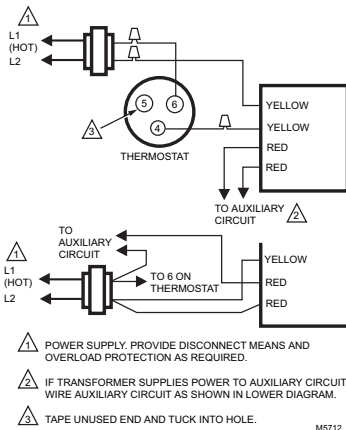 1
L1
(HOT)
L2
5
6
4
3
THERMOSTAT
YELLOW
YELLOW
RED
RED
TO AUXILIARY
CIRCUIT
2
TO
AUXILIARY
CIRCUIT
1
L1
(HOT)
L2
TO 6 ON
THERMOSTAT
YELLOW
RED
RED
1 POWER SUPPLY. PROVIDE DISCONNECT MEANS AND
OVERLOAD PROTECTION AS REQUIRED.
2 IF TRANSFORMER SUPPLIES POWER TO AUXILIARY CIRCUIT
WIRE AUXILIARY CIRCUIT AS SHOWN IN LOWER DIAGRAM.
3 TAPE UNUSED END AND TUCK INTO HOLE.
M5712